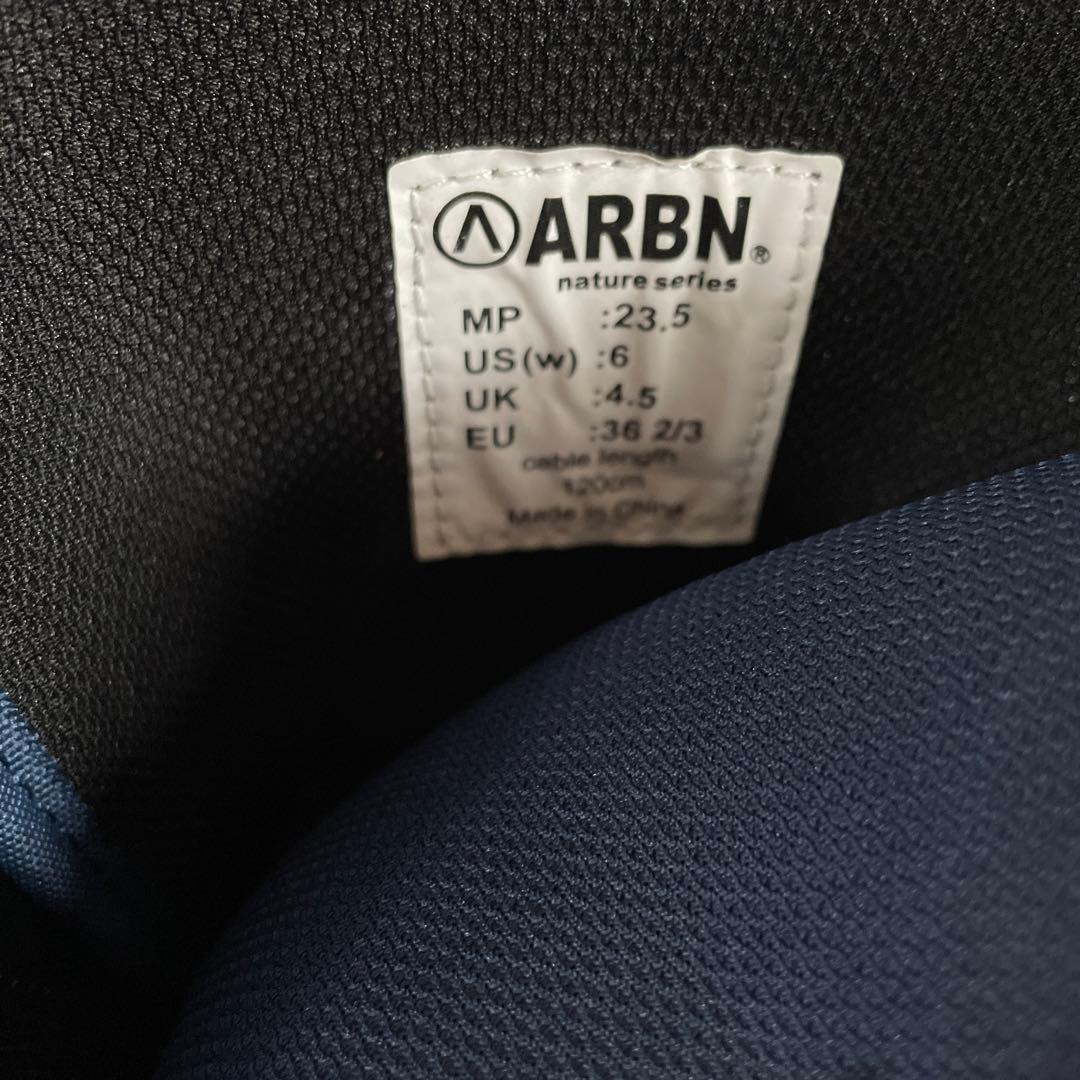 ARBN®
nature series
MP :23.5
US(w) :6
UK :4.5
EU :36 2/3
cable length
120cm
Made in China